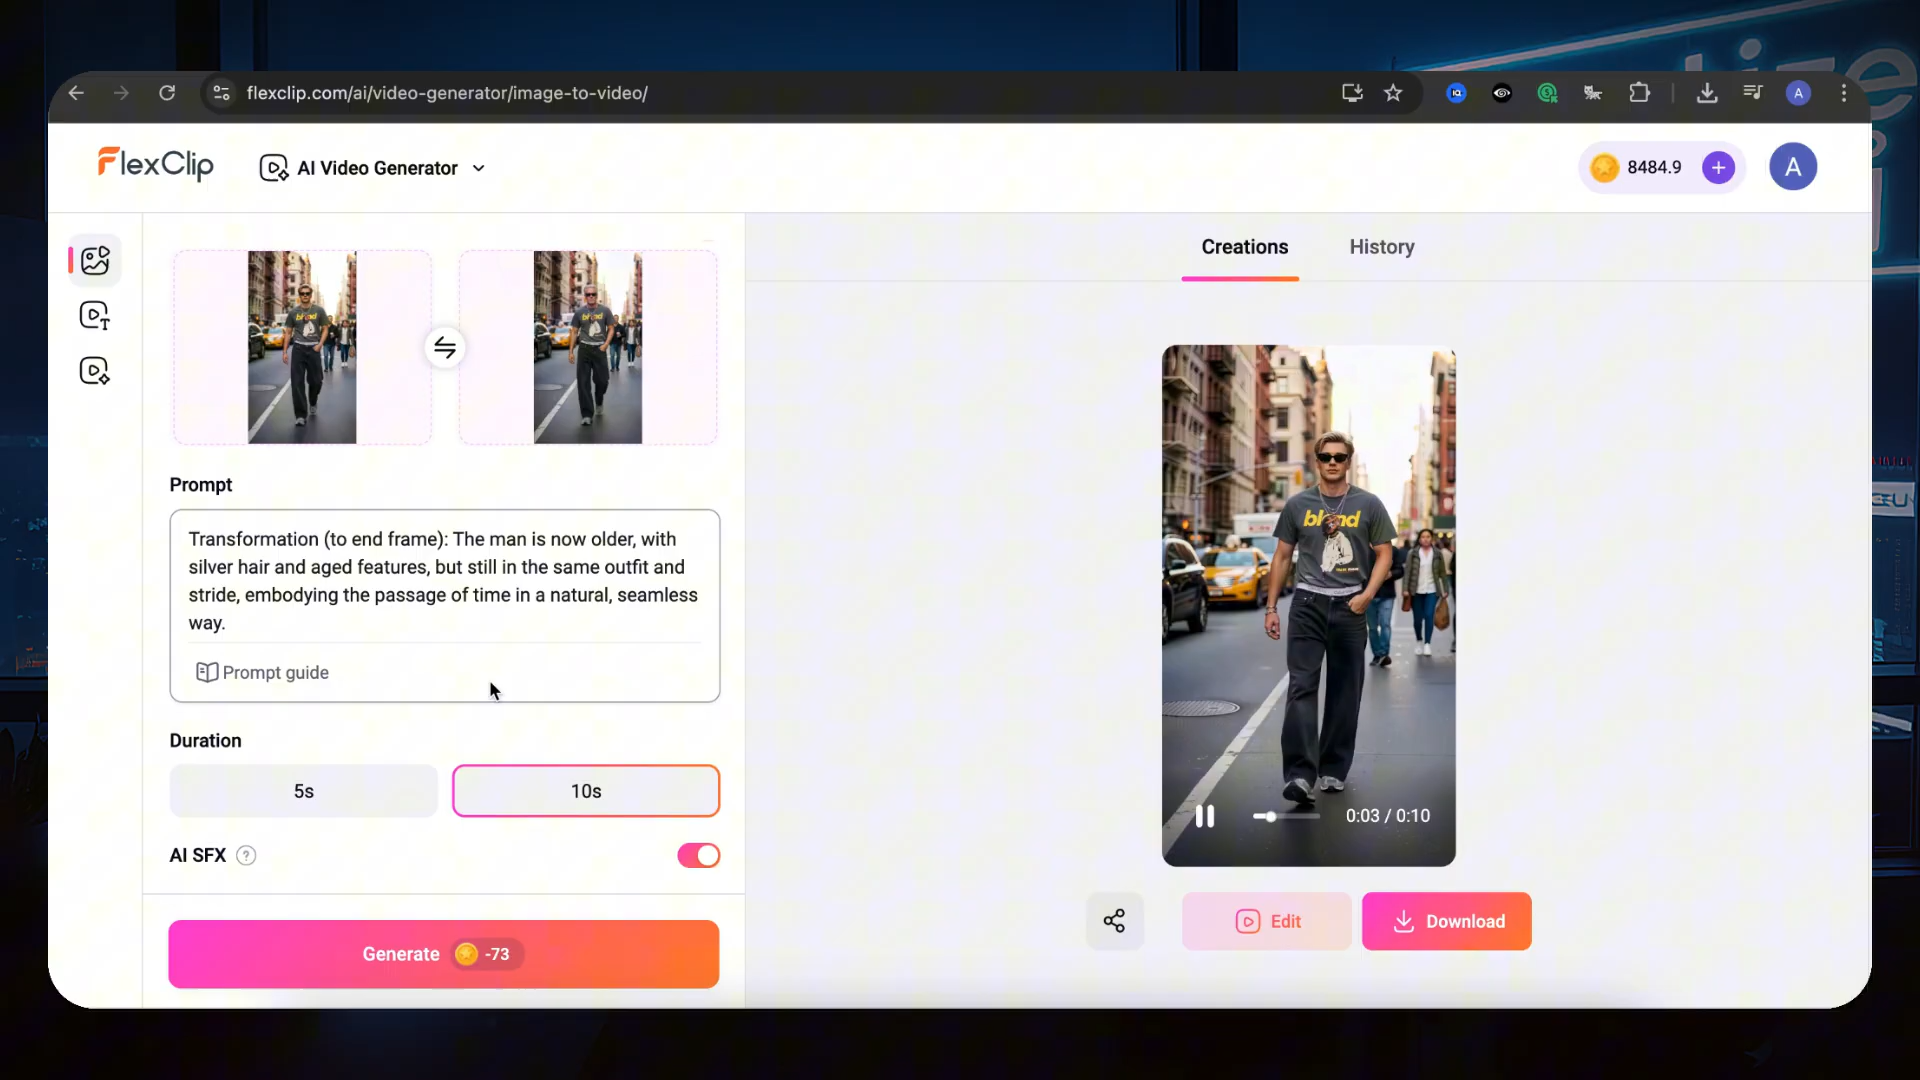 flexclip.com/ai/video-generator/image-to-video/
FlexClip
AI Video Generator
8484.9
A
Creations
History
blend
blend
Prompt
Transformation (to end frame): The man is now older, with
silver hair and aged features, but still in the same outfit and
stride, embodying the passage of time in a natural, seamless
way.
Prompt guide
Duration
5s
10s
AI SFX
Generate
-73
blend
0:03 / 0:10
Edit
Download